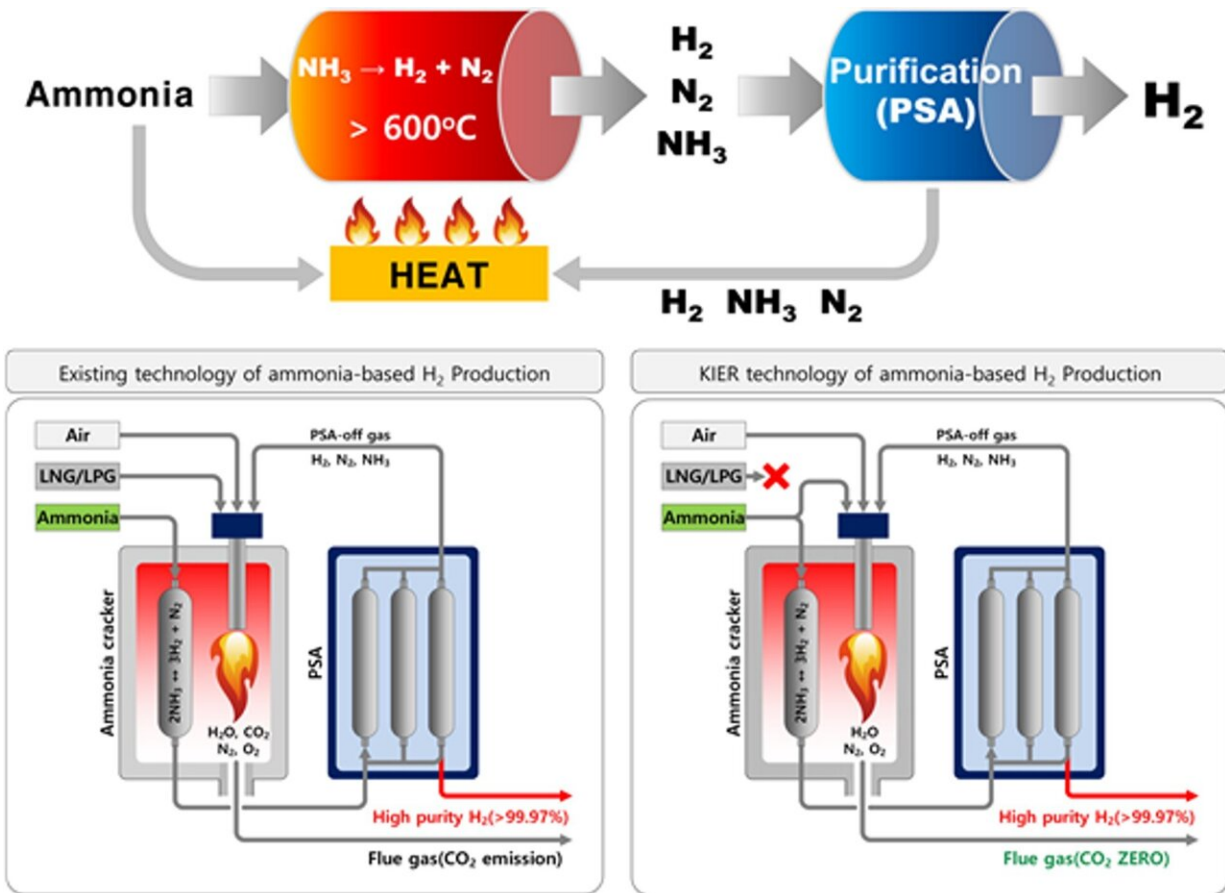 Ammonia
NH₃ → H₂ + N₂
> 600°C
H₂
N₂
NH₃
Purification
(PSA)
H₂
HEAT
H₂ NH₃ N₂
Existing technology of ammonia-based H₂ Production
Air
LNG/LPG
Ammonia
PSA-off gas
H₂, N₂, NH₃
Ammonia cracker
2NH₃ ↔ 3H₂ + N₂
H₂O, CO₂
N₂, O₂
PSA
High purity H₂(>99.97%)
Flue gas(CO₂ emission)
KIER technology of ammonia-based H₂ Production
Air
LNG/LPG
Ammonia
PSA-off gas
H₂, N₂, NH₃
Ammonia cracker
2NH₃ ↔ 3H₂ + N₂
H₂O
N₂, O₂
PSA
High purity H₂(>99.97%)
Flue gas(CO₂ ZERO)